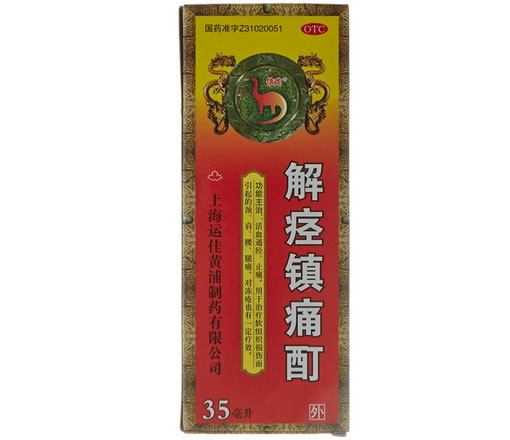 国药准字Z31020051
OTC
解痉镇痛酊
功能主治:活血通经、止痛。用于治疗软组织损伤而
引起的颈、肩、腰、腿痛。对冻疮也有一定疗效。
上海运佳黄浦制药有限公司
35毫升
外